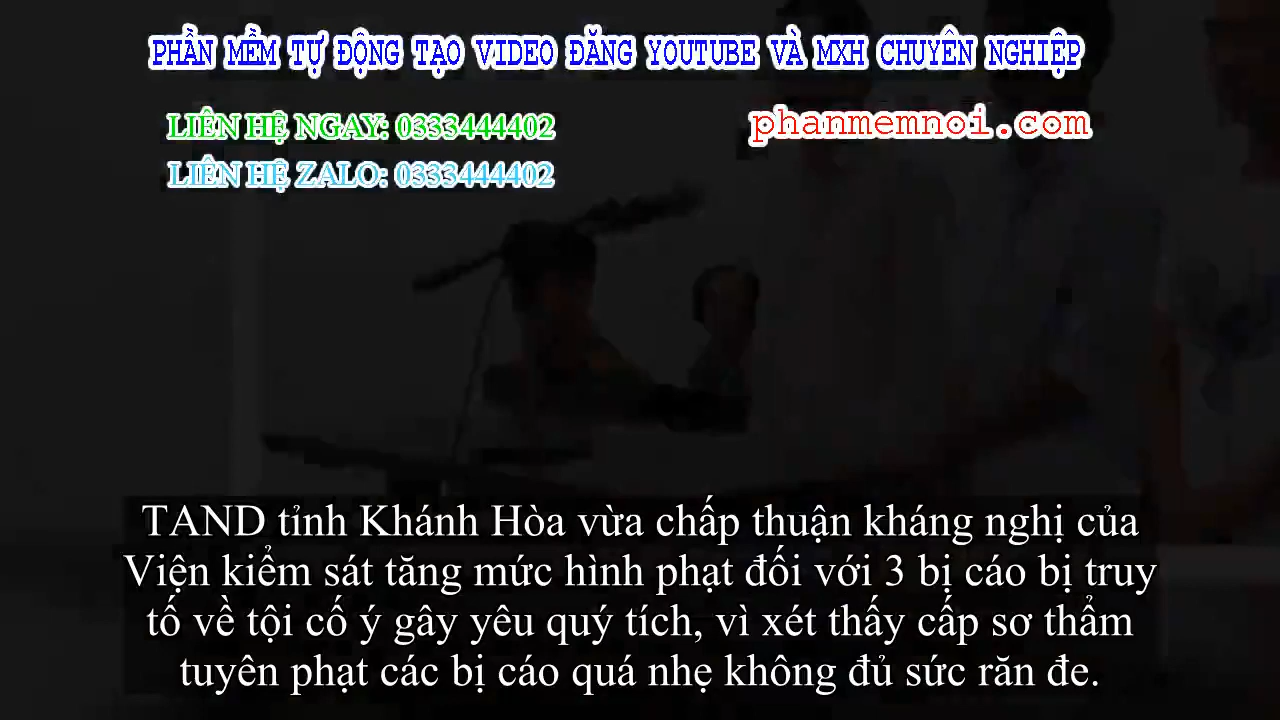 PHẦN MỀM TỰ ĐỘNG TẠO VIDEO ĐĂNG YOUTUBE VÀ MXH CHUYÊN NGHIỆP
LIÊN HỆ NGAY: 0333444402
phanmemnoi.com
LIÊN HỆ ZALO: 0333444402
TAND tỉnh Khánh Hòa vừa chấp thuận kháng nghị của
Viện kiểm sát tăng mức hình phạt đối với 3 bị cáo bị truy
tố về tội cố ý gây yêu quý tích, vì xét thấy cấp sơ thẩm
tuyên phạt các bị cáo quá nhẹ không đủ sức răn đe.